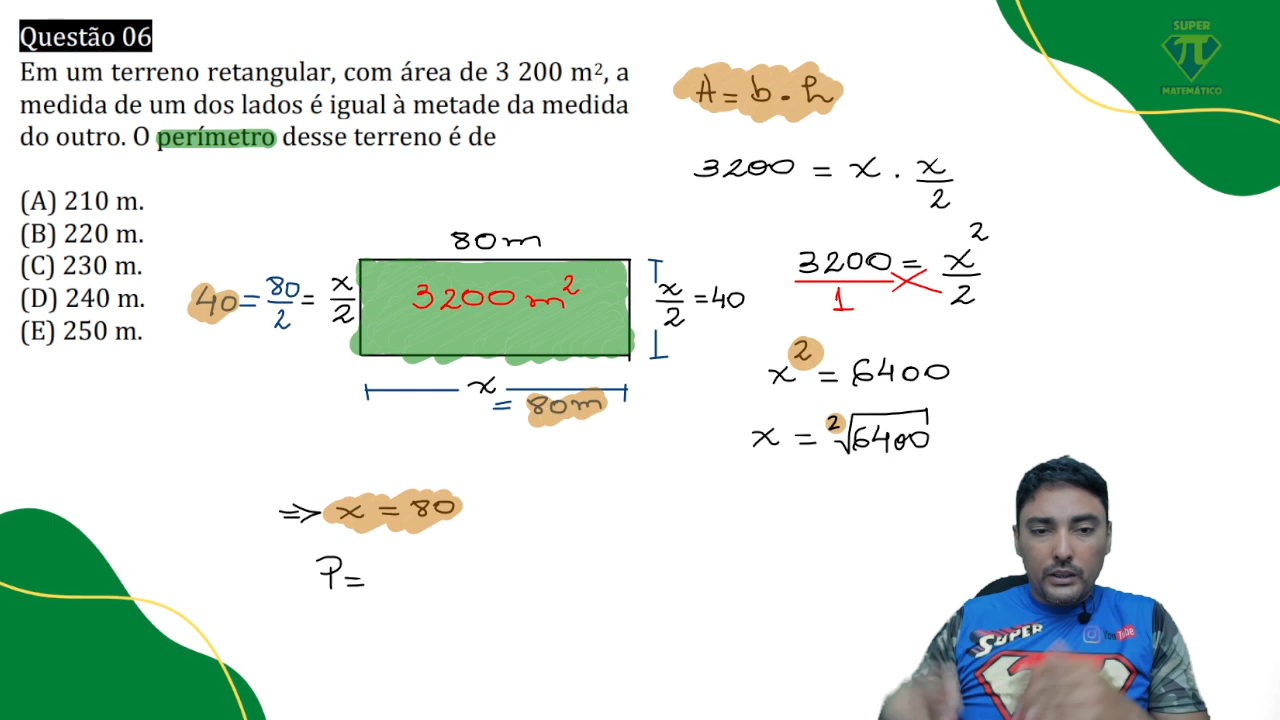 Questão 06
Em um terreno retangular, com área de 3 200 m², a
medida de um dos lados é igual à metade da medida
do outro. O perímetro desse terreno é de
(A) 210 m.
(B) 220 m.
(C) 230 m.
(D) 240 m.
(E) 250 m.
80m
40 = 80/2 = x/2
3200 m²
x/2 = 40
x
= 80m
⇒ x = 80
P =
A = b · h
3200 = x · x/2
3200/1 = x²/2
x² = 6400
x = ²√6400
SUPER
π
MATEMÁTICO
SUPER
YouTube